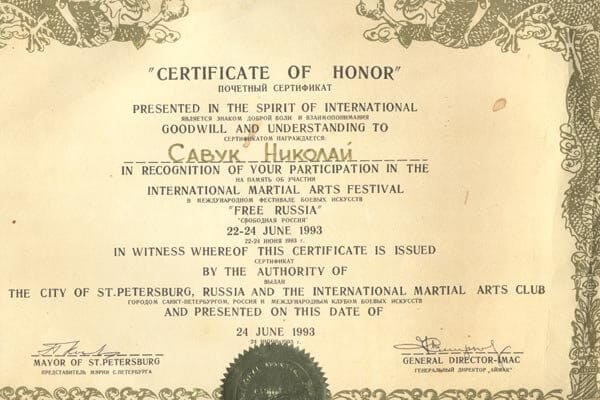 "CERTIFICATE OF HONOR"
ПОЧЕТНЫЙ СЕРТИФИКАТ
PRESENTED IN THE SPIRIT OF INTERNATIONAL
ЯВЛЯЕТСЯ ЗНАКОМ ДОБРОЙ ВОЛИ И ВЗАИМОПОНИМАНИЯ
GOODWILL AND UNDERSTANDING TO
СЕРТИФИКАТОМ НАГРАЖДАЕТСЯ:
САВУК НИКОЛАЙ
IN RECOGNITION OF YOUR PARTICIPATION IN THE
НА ПАМЯТЬ ОБ УЧАСТИИ
INTERNATIONAL MARTIAL ARTS FESTIVAL
В МЕЖДУНАРОДНОМ ФЕСТИВАЛЕ БОЕВЫХ ИСКУССТВ
"FREE RUSSIA"
"СВОБОДНАЯ РОССИЯ"
22-24 JUNE 1993
22-24 ИЮНЯ 1993 г.
IN WITNESS WHEREOF THIS CERTIFICATE IS ISSUED
СЕРТИФИКАТ
BY THE AUTHORITY OF
ВЫДАН
THE CITY OF ST.PETERSBURG, RUSSIA AND THE INTERNATIONAL MARTIAL ARTS CLUB
ГОРОДОМ САНКТ-ПЕТЕРБУРГОМ, РОССИЯ И МЕЖДУНАРОДНЫМ КЛУБОМ БОЕВЫХ ИСКУССТВ
AND PRESENTED ON THIS DATE OF
24 JUNE 1993
MAYOR OF ST.PETERSBURG
ПРЕДСТАВИТЕЛЬ МЭРИИ С.ПЕТЕРБУРГА
GENERAL DIRECTOR-IMAC
ГЕНЕРАЛЬНЫЙ ДИРЕКТОР "АЙМАК"